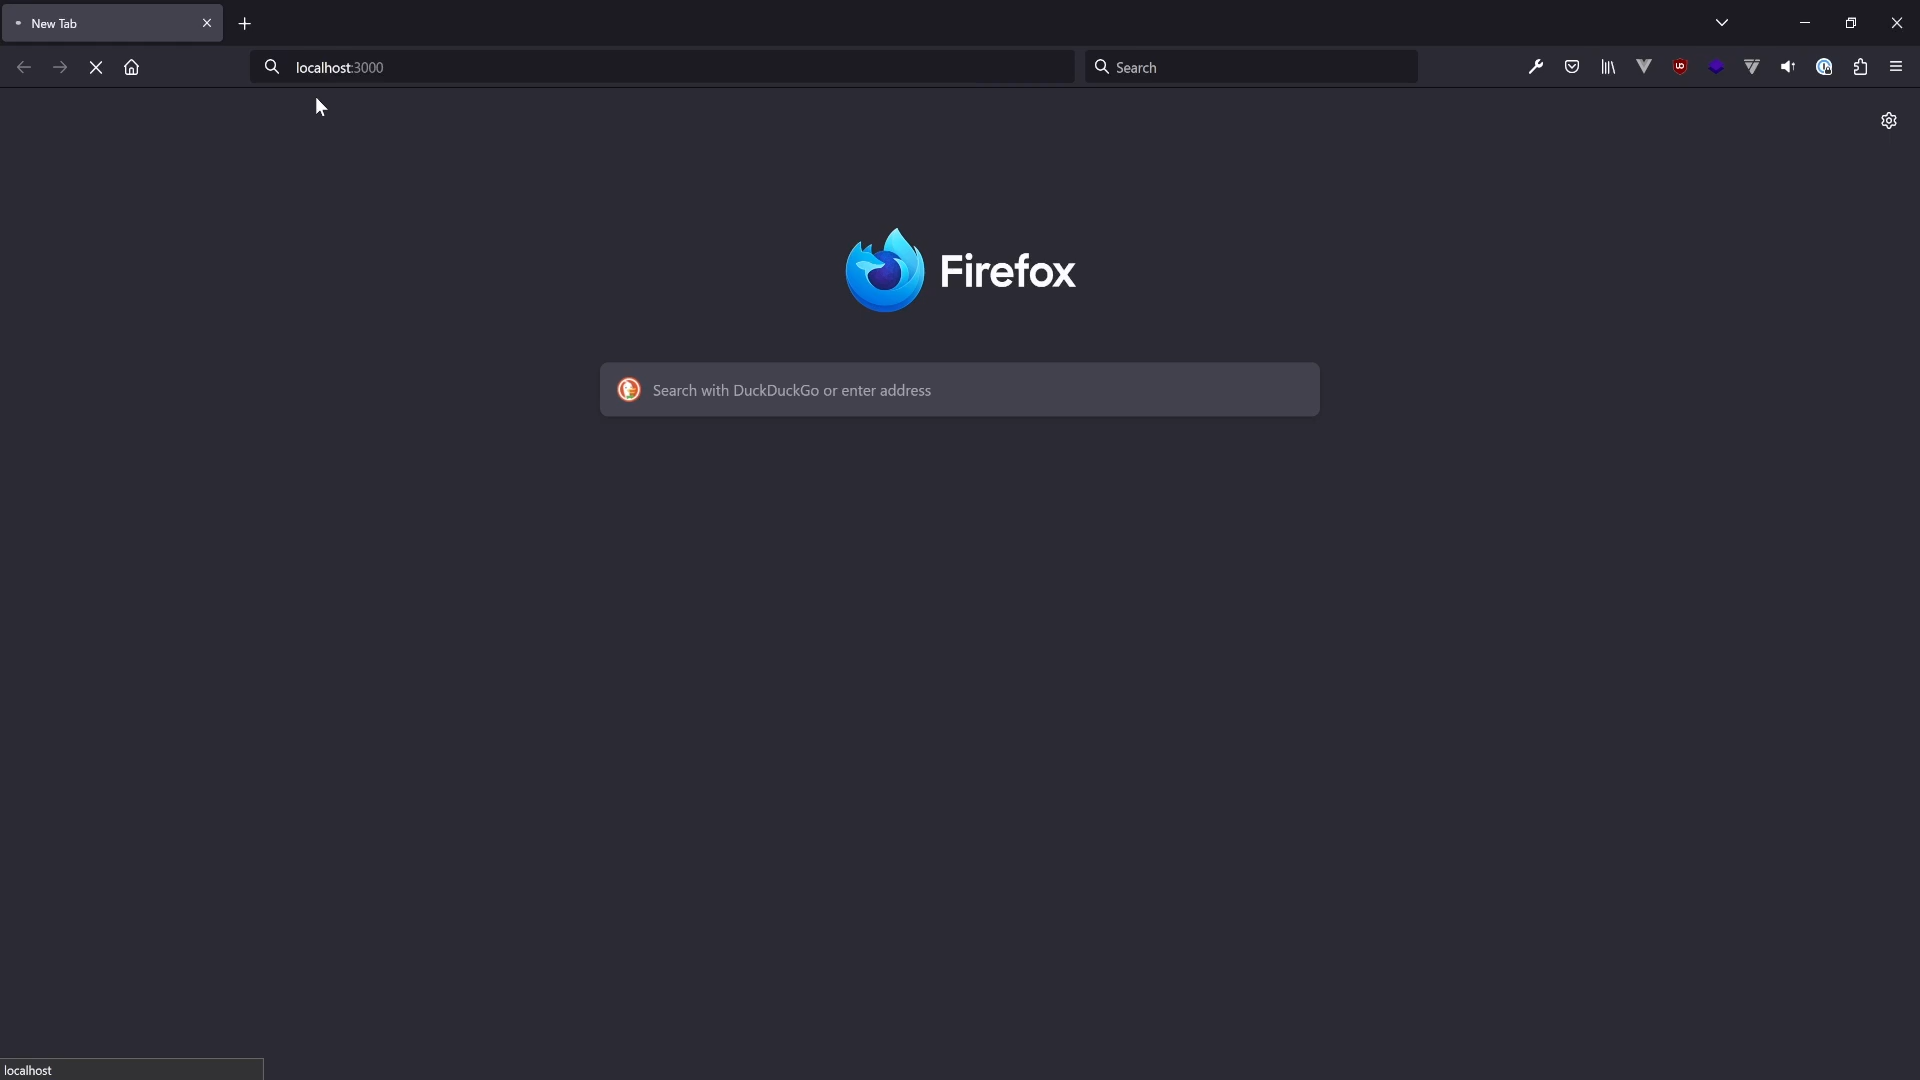 New Tab
localhost:3000
Search
Firefox
Search with DuckDuckGo or enter address
localhost